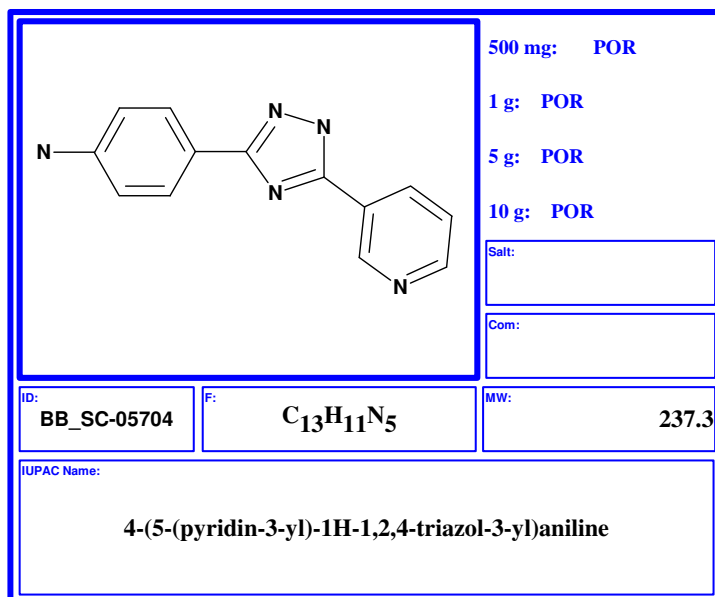 500 mg: POR
1 g: POR
5 g: POR
10 g: POR
N
N
N
N
N
Salt:
Com:
ID:
BB_SC-05704
F:
C13H11N5
MW:
237.3
IUPAC Name:
4-(5-(pyridin-3-yl)-1H-1,2,4-triazol-3-yl)aniline